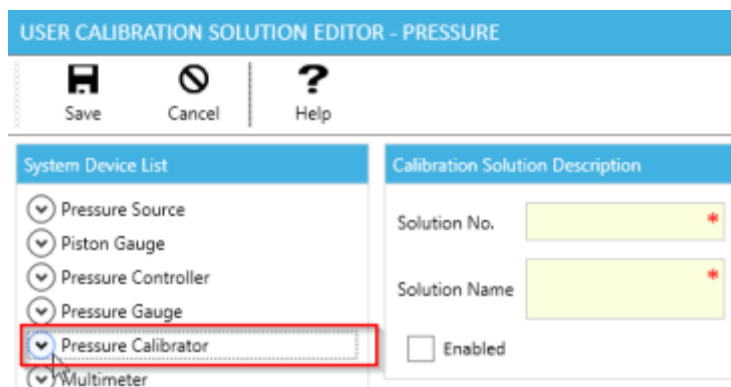 USER CALIBRATION SOLUTION EDITOR - PRESSURE
Save Cancel Help
System Device List
Pressure Source
Piston Gauge
Pressure Controller
Pressure Gauge
Pressure Calibrator
Multimeter
Calibration Solution Description
Solution No. *
Solution Name *
Enabled